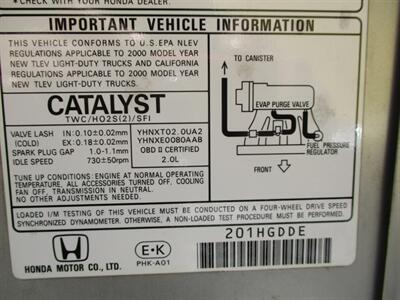 * CHECK WITH YOUR HONDA DEALER.
IMPORTANT VEHICLE INFORMATION
THIS VEHICLE CONFORMS TO U.S.EPA NLEV
REGULATIONS APPLICABLE TO 2000 MODEL YEAR
NEW TLEV LIGHT-DUTY TRUCKS AND CALIFORNIA
REGULATIONS APPLICABLE TO 2000 MODEL YEAR
NEW TLEV LIGHT-DUTY TRUCKS.
CATALYST
TWC/HO2S(2)/SFI
VALVE LASH IN:0.10±0.02mm YHNXT02.0UA2
(COLD) EX:0.18±0.02mm YHNXE0080AAB
SPARK PLUG GAP 1.0-1.1mm OBD II CERTIFIED
IDLE SPEED 730±50rpm 2.0L
TUNE UP CONDITIONS: ENGINE AT NORMAL OPERATING
TEMPERATURE, ALL ACCESSORIES TURNED OFF, COOLING
FAN OFF, TRANSMISSION IN NEUTRAL.
NO OTHER ADJUSTMENTS NEEDED.
TO CANISTER
EVAP PURGE VALVE
FUEL PRESSURE
REGULATOR
FRONT
LOADED I/M TESTING OF THIS VEHICLE MUST BE CONDUCTED ON A FOUR-WHEEL DRIVE SPEED
SYNCHRONIZED DYNAMOMETER. OTHERWISE, A NON-LOADED TEST PROCEDURE MUST BE PERFORMED.
HONDA MOTOR CO., LTD.
E•K
PHK-A01
201HGDDE